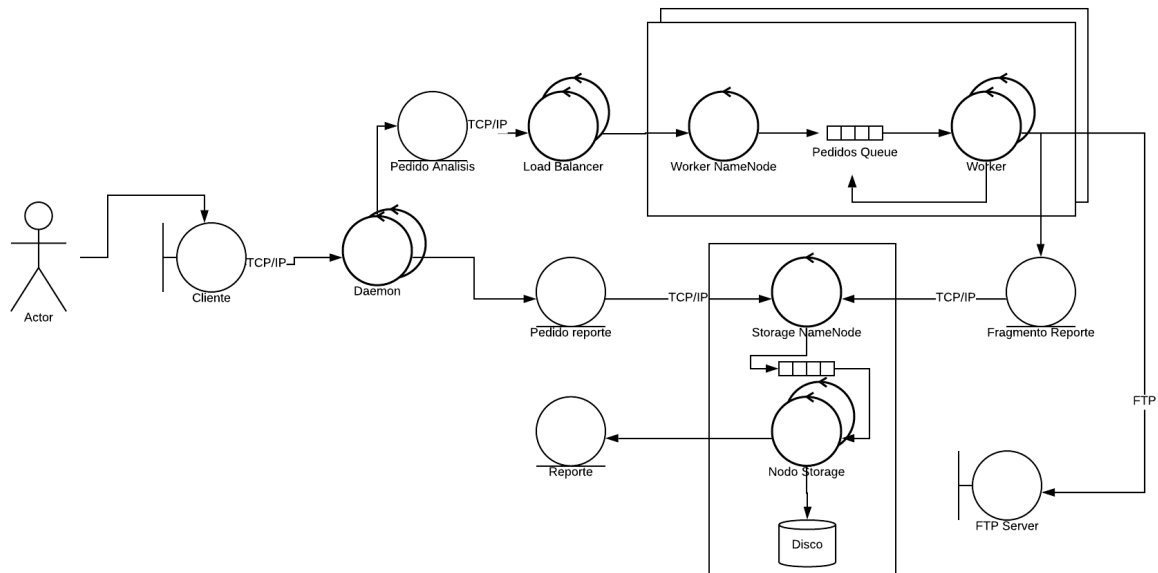 TCP/IP
Pedido Analisis
Load Balancer
Worker NameNode
Pedidos Queue
Worker
Actor
Cliente
TCP/IP
Daemon
Pedido reporte
TCP/IP
Storage NameNode
TCP/IP
Fragmento Reporte
FTP
Reporte
Nodo Storage
FTP Server
Disco